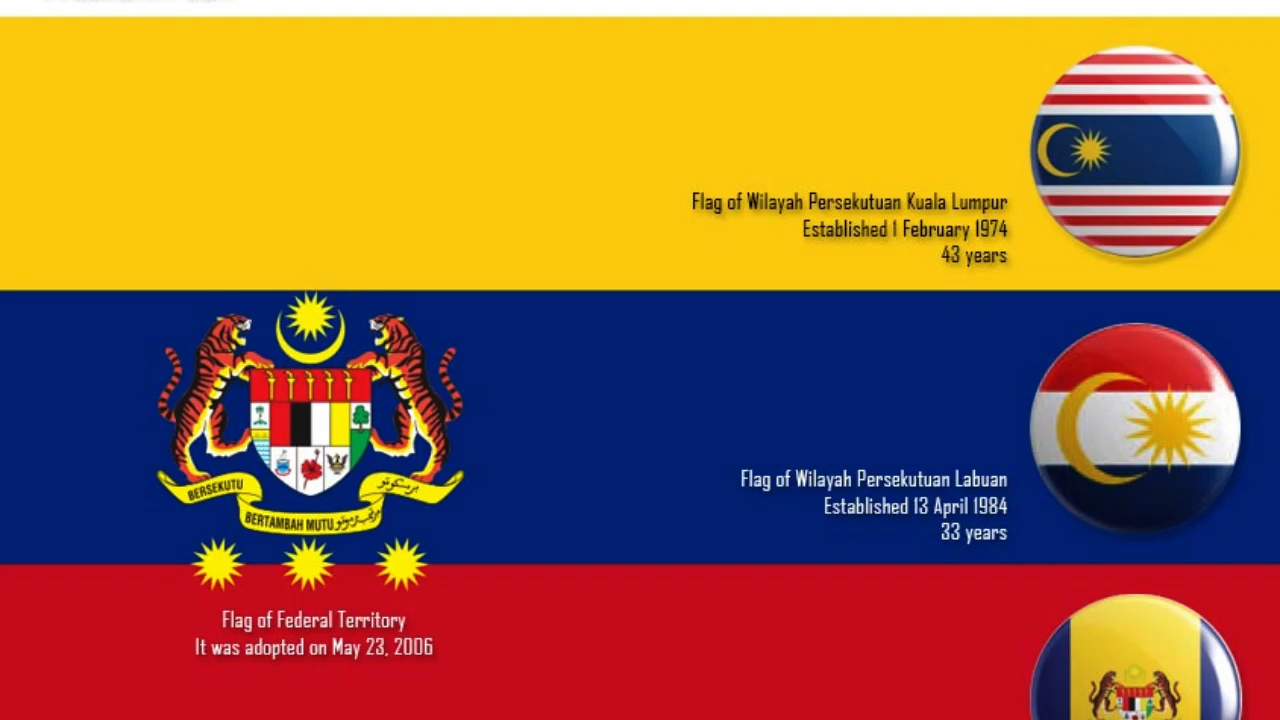 Flag of Wilayah Persekutuan Kuala Lumpur
Established 1 February 1974
43 years
BERSEKUTU
برسكوتو
BERTAMBAH MUTU
Flag of Wilayah Persekutuan Labuan
Established 13 April 1984
33 years
Flag of Federal Territory
It was adopted on May 23, 2006